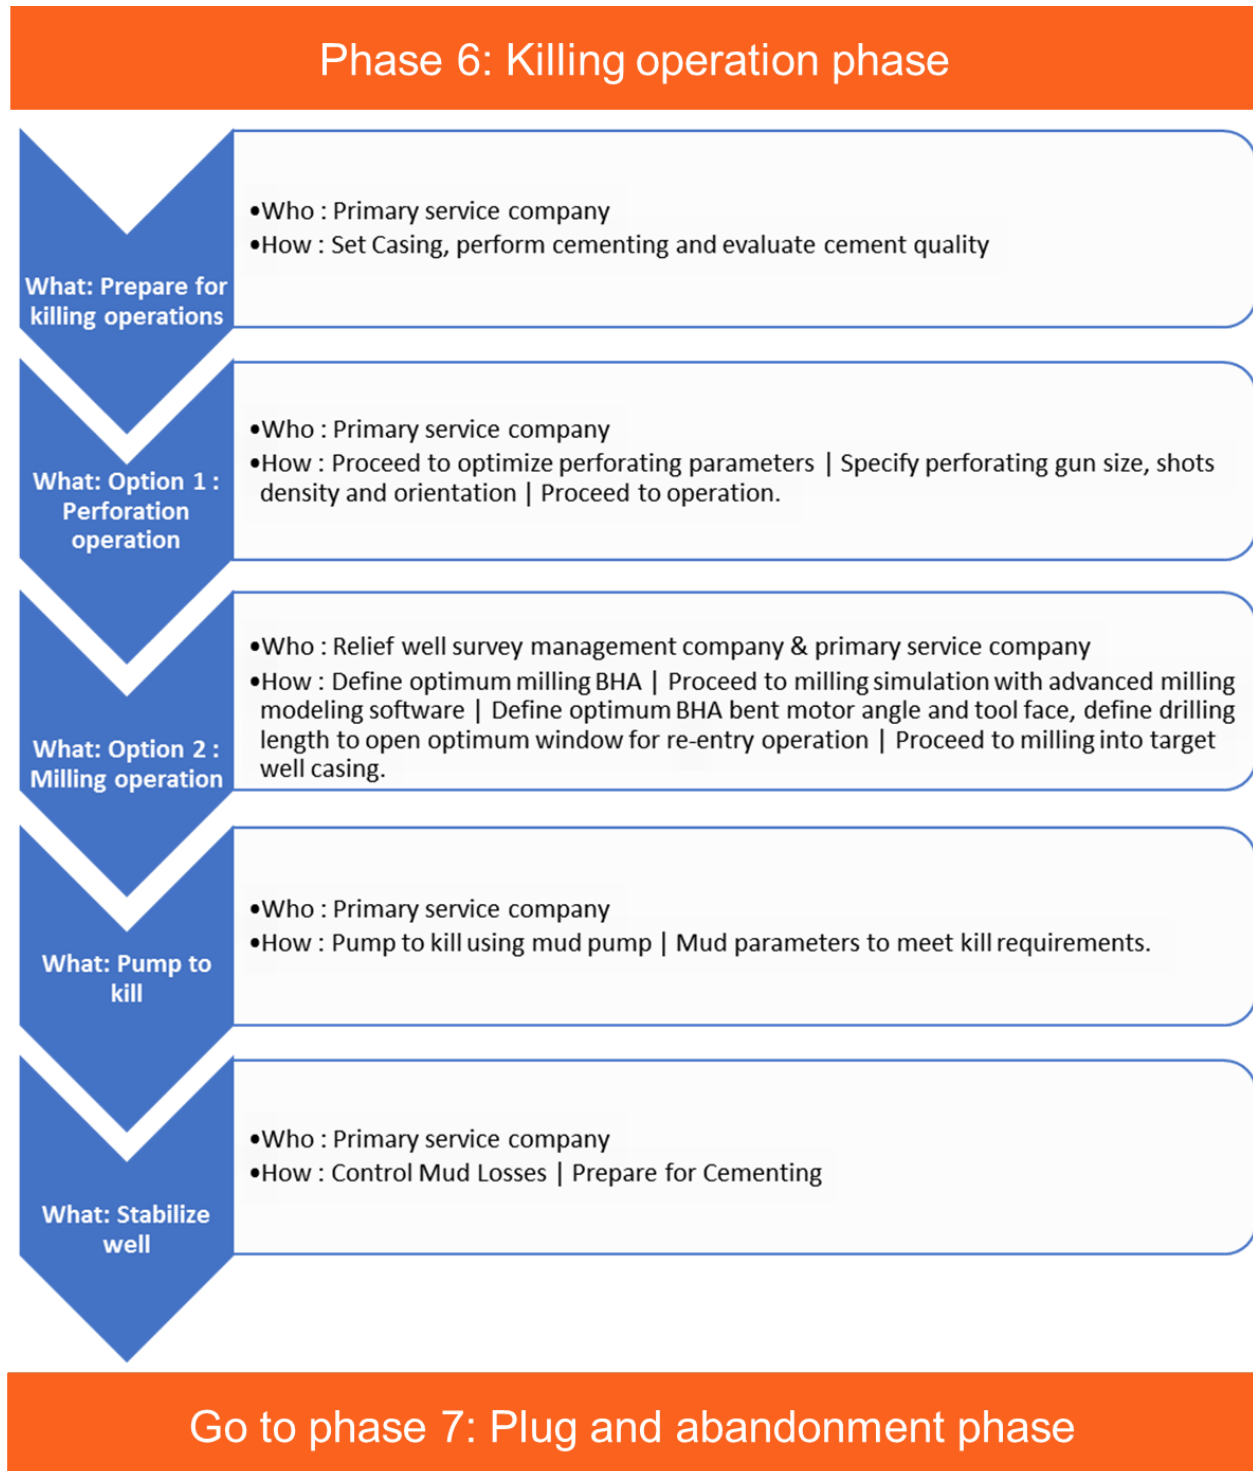 Phase 6: Killing operation phase
What: Prepare for
killing operations
•Who : Primary service company
•How : Set Casing, perform cementing and evaluate cement quality
What: Option 1 :
Perforation
operation
•Who : Primary service company
•How : Proceed to optimize perforating parameters | Specify perforating gun size, shots
density and orientation | Proceed to operation.
What: Option 2 :
Milling operation
•Who : Relief well survey management company & primary service company
•How : Define optimum milling BHA | Proceed to milling simulation with advanced milling
modeling software | Define optimum BHA bent motor angle and tool face, define drilling
length to open optimum window for re-entry operation | Proceed to milling into target
well casing.
What: Pump to
kill
•Who : Primary service company
•How : Pump to kill using mud pump | Mud parameters to meet kill requirements.
What: Stabilize
well
•Who : Primary service company
•How : Control Mud Losses | Prepare for Cementing
Go to phase 7: Plug and abandonment phase